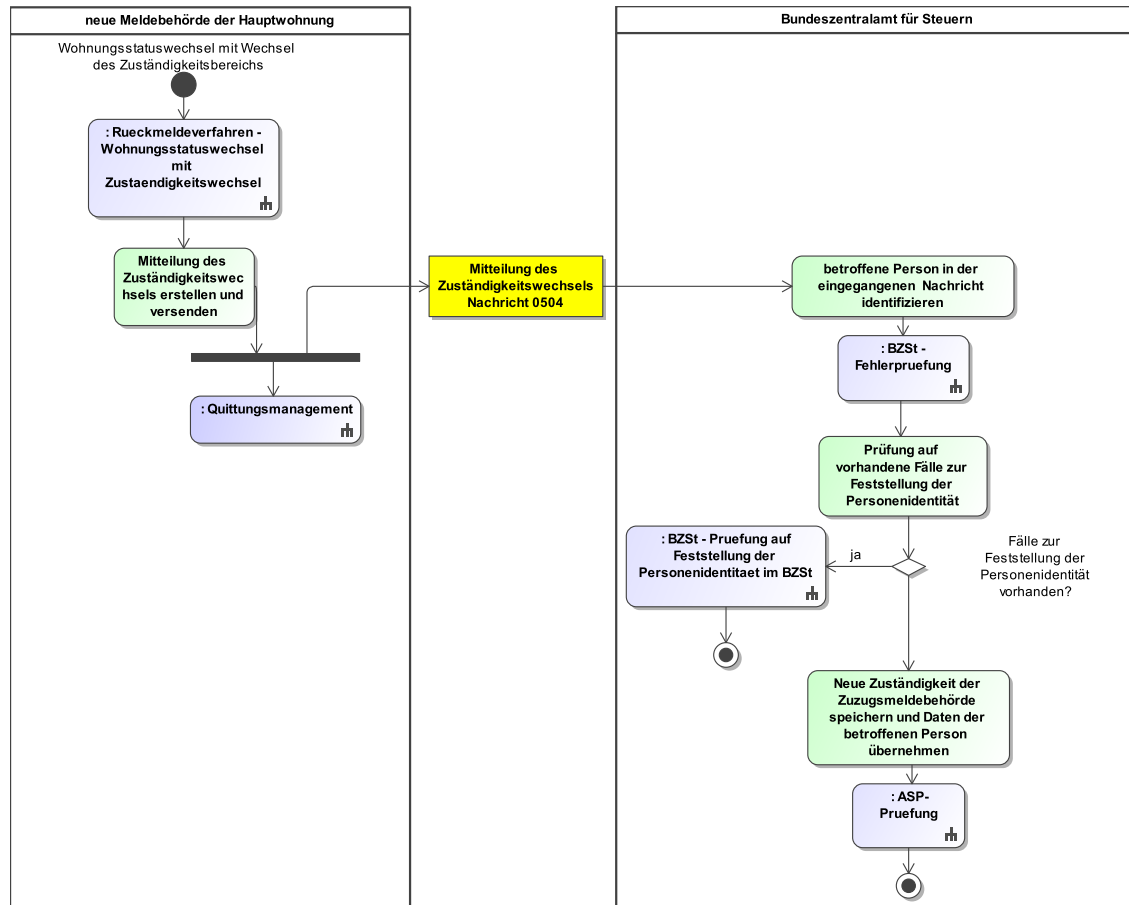 neue Meldebehörde der Hauptwohnung
Wohnungsstatuswechsel mit Wechsel
des Zuständigkeitsbereichs
: Rueckmeldeverfahren -
Wohnungsstatuswechsel
mit
Zustaendigkeitswechsel
Mitteilung des
Zuständigkeitswec
hsels erstellen und
versenden
: Quittungsmanagement
Mitteilung des
Zuständigkeitswechsels
Nachricht 0504
Bundeszentralamt für Steuern
betroffene Person in der
eingegangenen Nachricht
identifizieren
: BZSt -
Fehlerpruefung
Prüfung auf
vorhandene Fälle zur
Feststellung der
Personenidentität
Fälle zur
Feststellung der
Personenidentität
vorhanden?
ja
: BZSt - Pruefung auf
Feststellung der
Personenidentitaet im BZSt
Neue Zuständigkeit der
Zuzugsmeldebehörde
speichern und Daten der
betroffenen Person
übernehmen
: ASP-
Pruefung